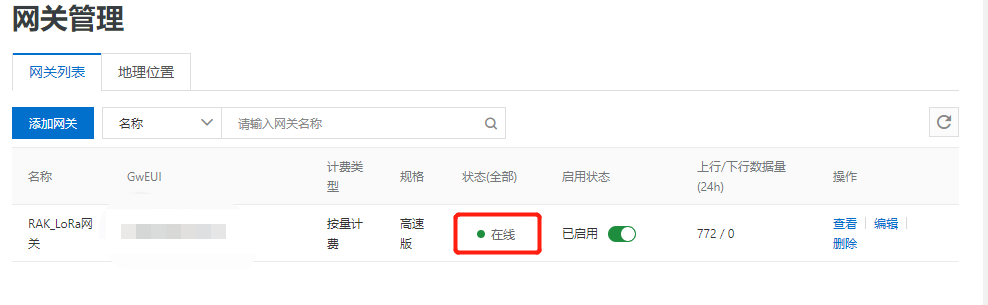 网关管理
网关列表
地理位置
添加网关
名称
请输入网关名称
名称
GwEUI
计费类
型
规格
状态(全部)
启用状态
上行/下行数据量
(24h)
操作
RAK_LoRa网
关
按量计
费
高速
版
在线
已启用
772 / 0
查看
编辑
删除